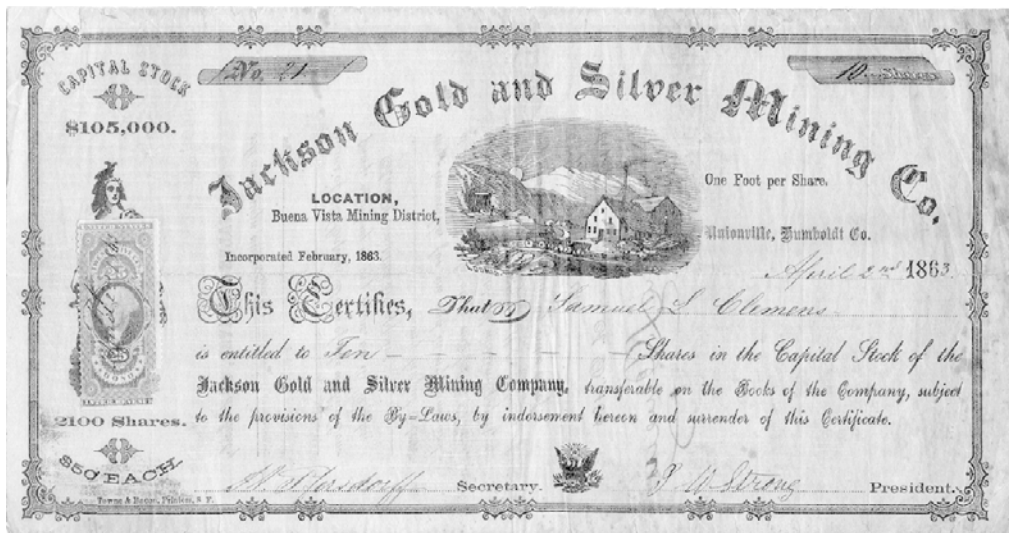 CAPITAL STOCK
$105,000.
No. 21
10 Shares
Jackson Gold and Silver Mining Co.
LOCATION,
Buena Vista Mining District,
One Foot per Share.
Unionville, Humboldt Co.
Incorporated February, 1863.
April 2nd 1863
This Certifies, That Samuel L Clemens
is entitled to Ten Shares in the Capital Stock of the
Jackson Gold and Silver Mining Company, transferable on the Books of the Company, subject
to the provisions of the By-Laws, by indorsement hereon and surrender of this Certificate.
2100 Shares.
$50 EACH.
Secretary.
J W Strong President.
Towne & Bacon, Printers, S. F.